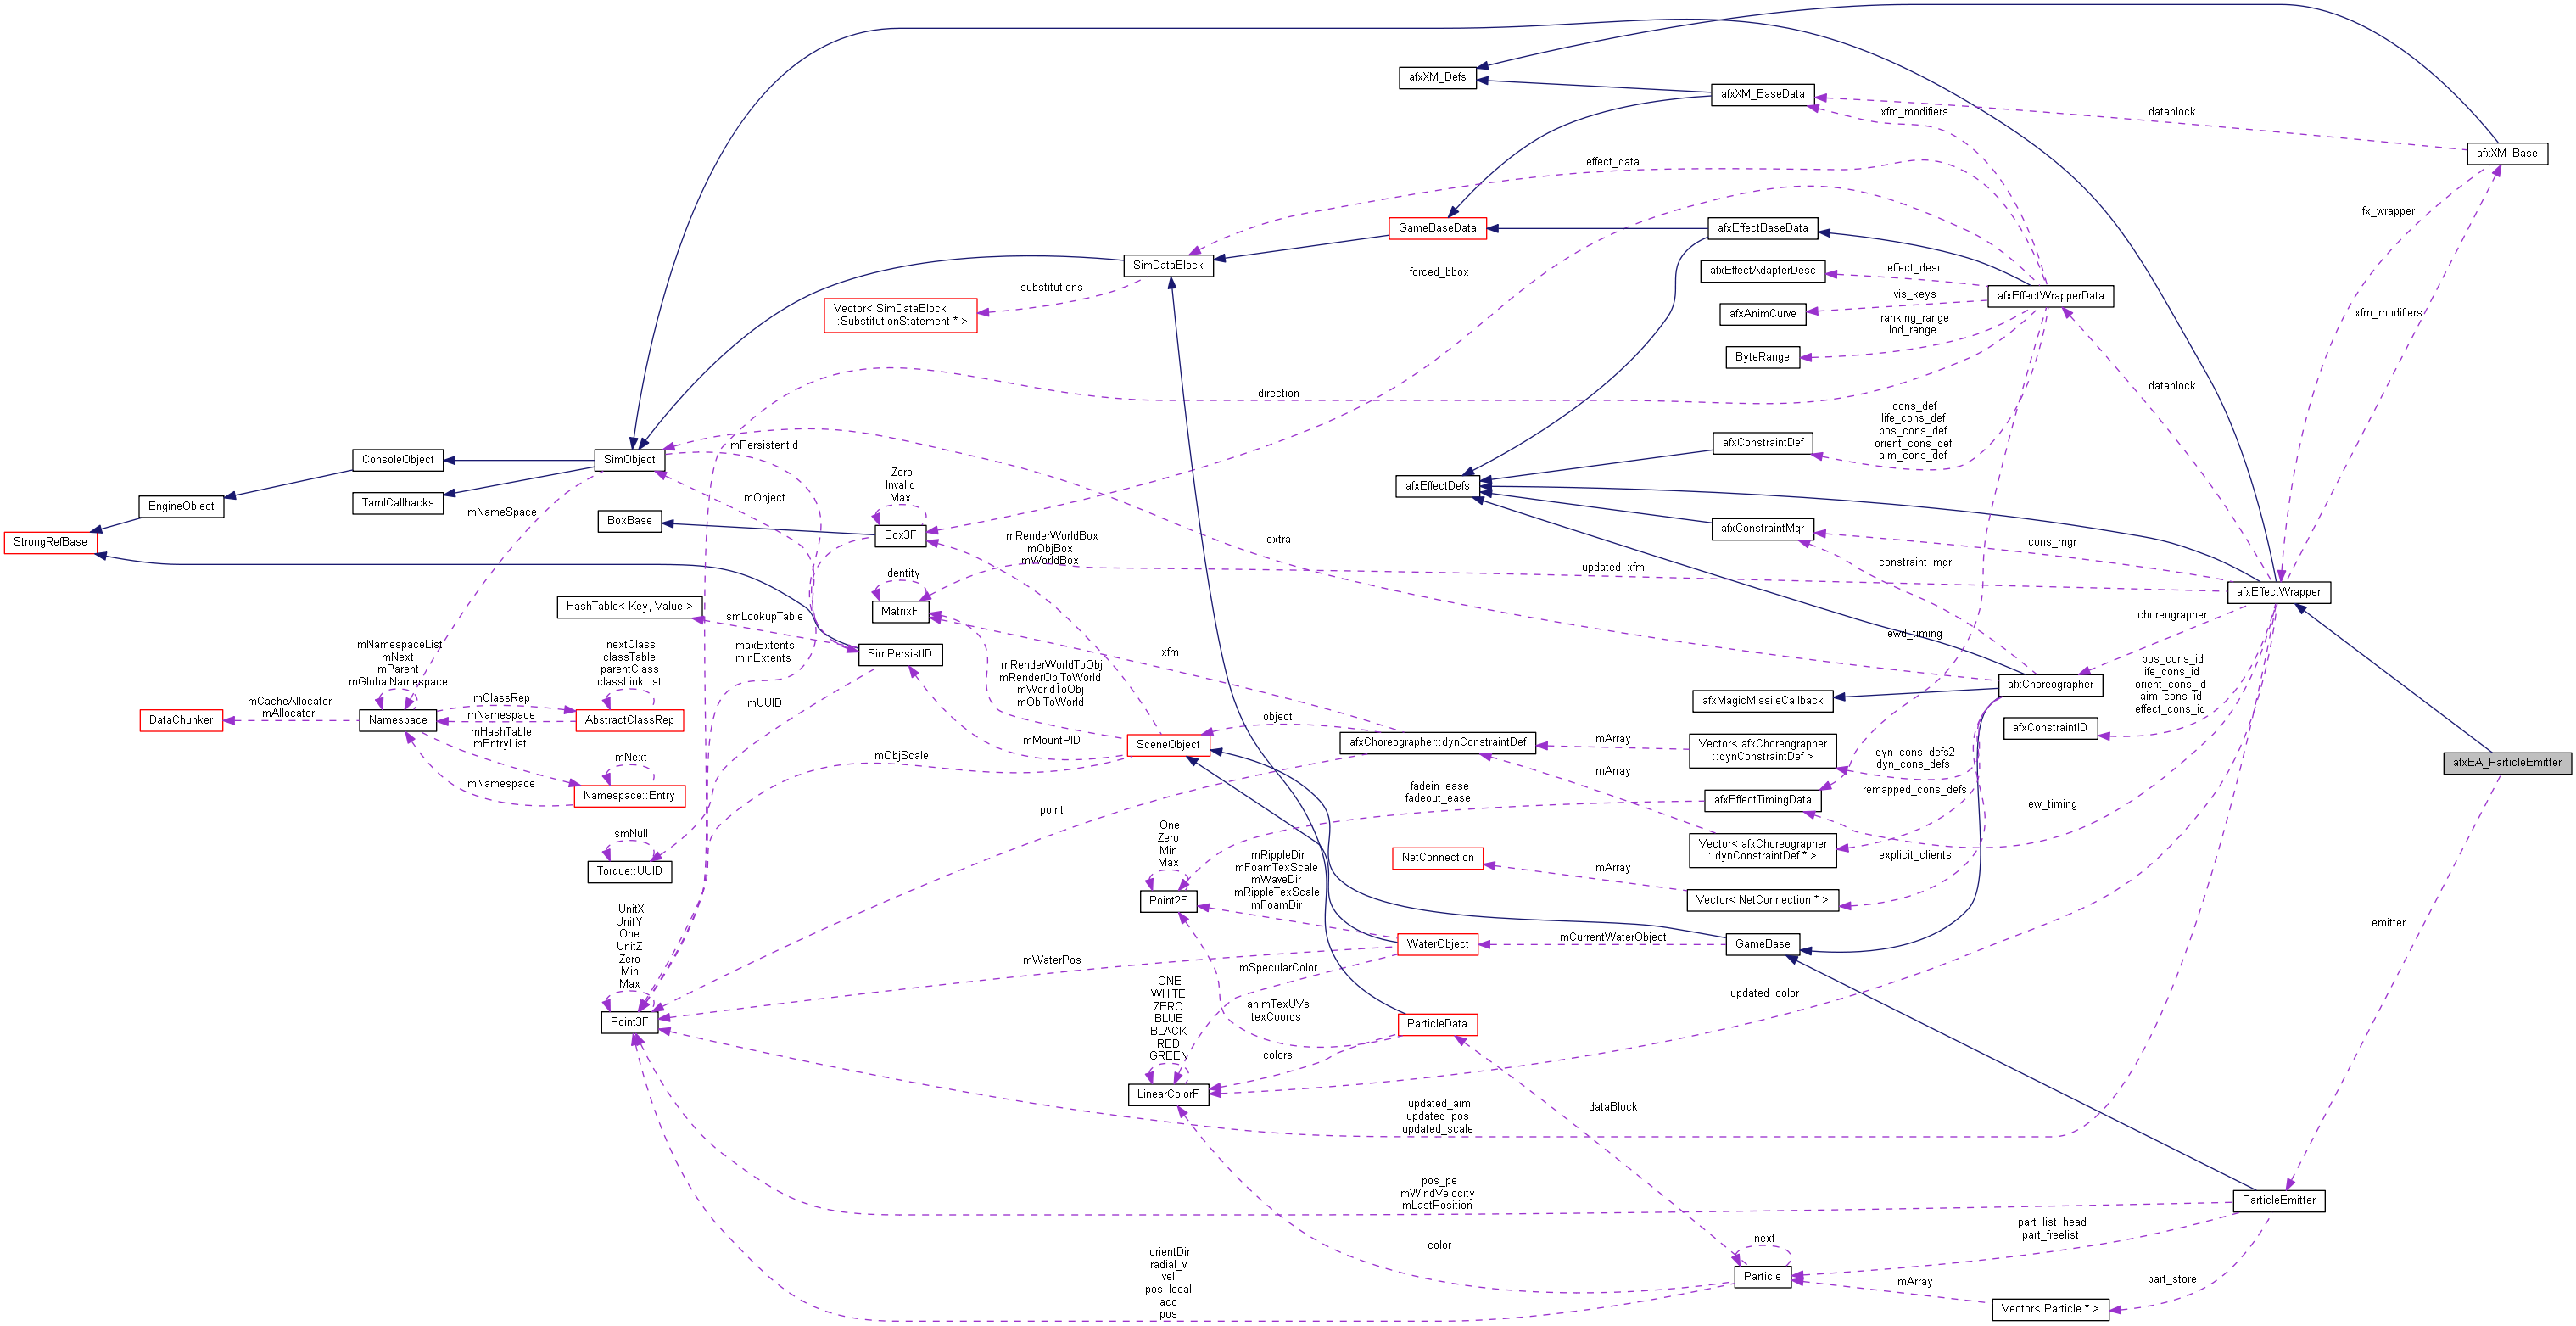 afxXM_Defs
afxXM_BaseData
xfm_modifiers
datablock
afxXM_Base
effect_data
fx_wrapper
GameBaseData
afxEffectBaseData
SimDataBlock
forced_bbox
afxEffectAdapterDesc
effect_desc
afxEffectWrapperData
substitutions
vis_keys
Vector< SimDataBlock
::SubstitutionStatement * >
afxAnimCurve
ranking_range
lod_range
xfm_modifiers
ByteRange
direction
datablock
cons_def
life_cons_def
pos_cons_def
orient_cons_def
aim_cons_def
mPersistentId
afxConstraintDef
ConsoleObject
SimObject
Zero
Invalid
Max
mObject
afxEffectDefs
TamlCallbacks
EngineObject
mNameSpace
BoxBase
Box3F
afxConstraintMgr
StrongRefBase
mRenderWorldBox
mObjBox
mWorldBox
extra
cons_mgr
constraint_mgr
Identity
updated_xfm
afxEffectWrapper
HashTable< Key, Value >
MatrixF
smLookupTable
choreographer
ewd_timing
mNamespaceList
mNext
mParent
mGlobalNamespace
nextClass
classTable
parentClass
classLinkList
maxExtents
minExtents
SimPersistID
xfm
mRenderWorldToObj
mRenderObjToWorld
mWorldToObj
mObjToWorld
pos_cons_id
life_cons_id
orient_cons_id
aim_cons_id
effect_cons_id
afxChoreographer
afxMagicMissileCallback
mCacheAllocator
mAllocator
mClassRep
mNamespace
mUUID
DataChunker
Namespace
AbstractClassRep
mHashTable
mEntryList
object
afxConstraintID
mMountPID
SceneObject
afxChoreographer::dynConstraintDef
mArray
Vector< afxChoreographer
::dynConstraintDef >
dyn_cons_defs2
dyn_cons_defs
mObjScale
mNext
mNamespace
Namespace::Entry
mArray
fadein_ease
fadeout_ease
afxEffectTimingData
remapped_cons_defs
ew_timing
afxEA_ParticleEmitter
point
smNull
Torque::UUID
One
Zero
Min
Max
Vector< afxChoreographer
::dynConstraintDef * >
explicit_clients
NetConnection
mArray
mRippleDir
mFoamTexScale
mWaveDir
mRippleTexScale
mFoamDir
Point2F
Vector< NetConnection * >
UnitX
UnitY
One
UnitZ
Zero
Min
Max
emitter
WaterObject
mCurrentWaterObject
GameBase
mWaterPos
mSpecularColor
ONE
WHITE
ZERO
BLUE
BLACK
RED
GREEN
updated_color
animTexUVs
texCoords
Point3F
ParticleData
colors
LinearColorF
updated_aim
updated_pos
updated_scale
dataBlock
pos_pe
mWindVelocity
mLastPosition
ParticleEmitter
part_list_head
part_freelist
color
next
orientDir
radial_v
vel
pos_local
acc
pos
Particle
mArray
part_store
Vector< Particle * >